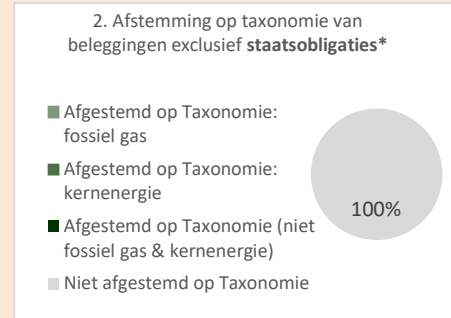 2. Afstemming op taxonomie van
beleggingen exclusief staatsobligaties*
Afgestemd op Taxonomie:
fossiel gas
Afgestemd op Taxonomie:
kernenergie
Afgestemd op Taxonomie (niet
fossiel gas & kernenergie)
Niet afgestemd op Taxonomie
100%